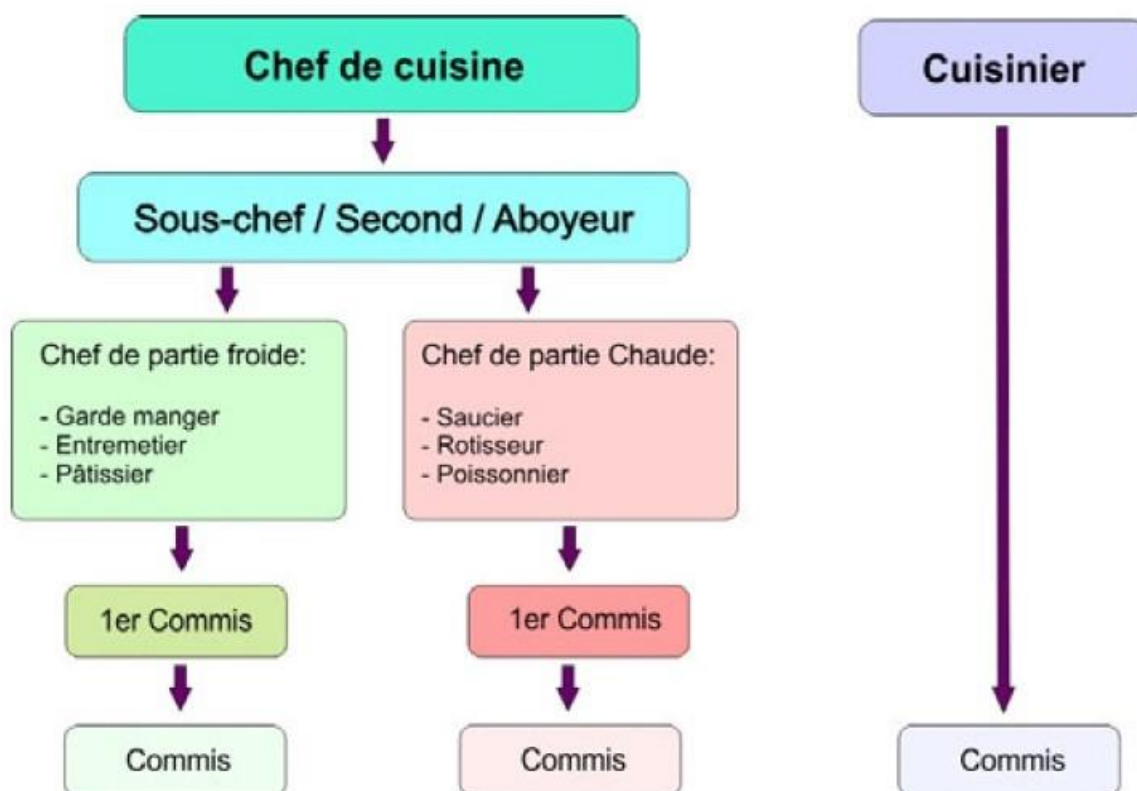 Chef de cuisine
Cuisinier
Sous-chef / Second / Aboyeur
Chef de partie froide:
- Garde manger
- Entremetier
- Pâtissier
Chef de partie Chaude:
- Saucier
- Rotisseur
- Poissonnier
1er Commis
1er Commis
Commis
Commis
Commis